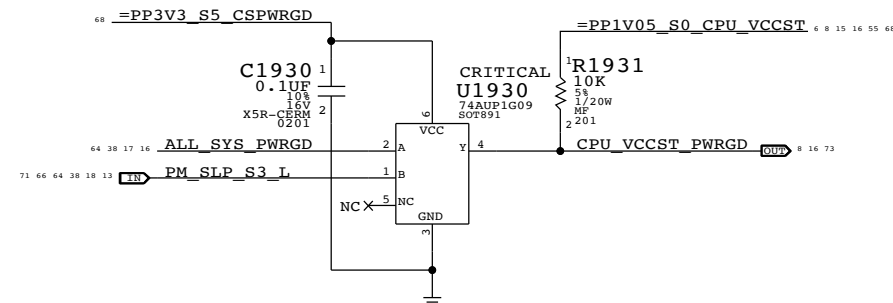 68 =PP3V3_S5_CSPWRGD
=PP1V05_S0_CPU_VCCST 6 8 15 16 55 68
C1930 1
0.1UF
10%
16V
X5R-CERM 2
0201
CRITICAL
U1930
74AUP1G09
SOT891
1 R1931
10K
5%
1/20W
MF
2 201
6
VCC
64 38 17 16 ALL_SYS_PWRGD 2 A
Y 4 CPU_VCCST_PWRGD OUT 8 16 73
71 66 64 38 18 13 IN PM_SLP_S3_L 1 B
NC 5 NC
GND
3